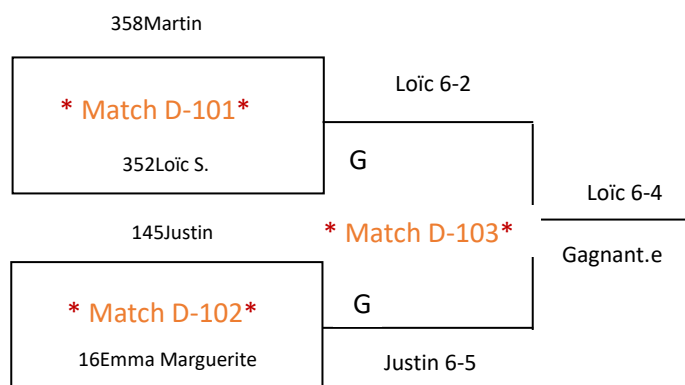 358Martin
* Match D-101*
Loïc 6-2
352Loïc S.
G
Loïc 6-4
145Justin
* Match D-103*
Gagnant.e
* Match D-102*
G
16Emma Marguerite
Justin 6-5